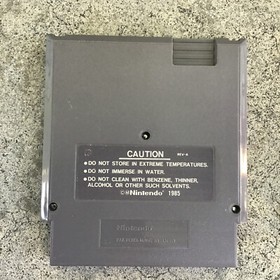 CAUTION
REV-A
• DO NOT STORE IN EXTREME TEMPERATURES.
• DO NOT IMMERSE IN WATER.
• DO NOT CLEAN WITH BENZENE, THINNER,
ALCOHOL OR OTHER SUCH SOLVENTS.
©Nintendo 1985
Nintendo